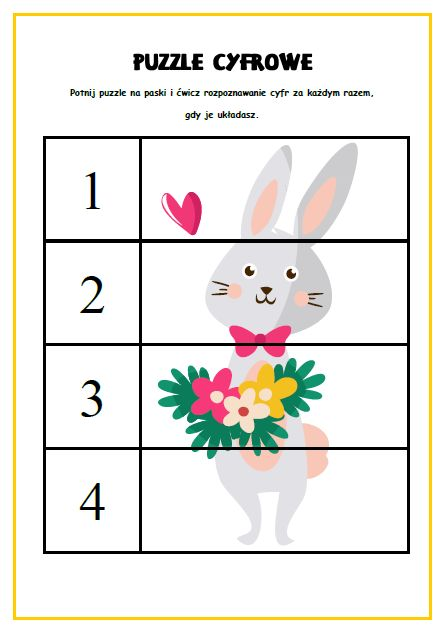 PUZZLE CYFROWE
Potnij puzzle na paski i ćwicz rozpoznawanie cyfr za każdym razem,
gdy je układasz.
1
2
3
4